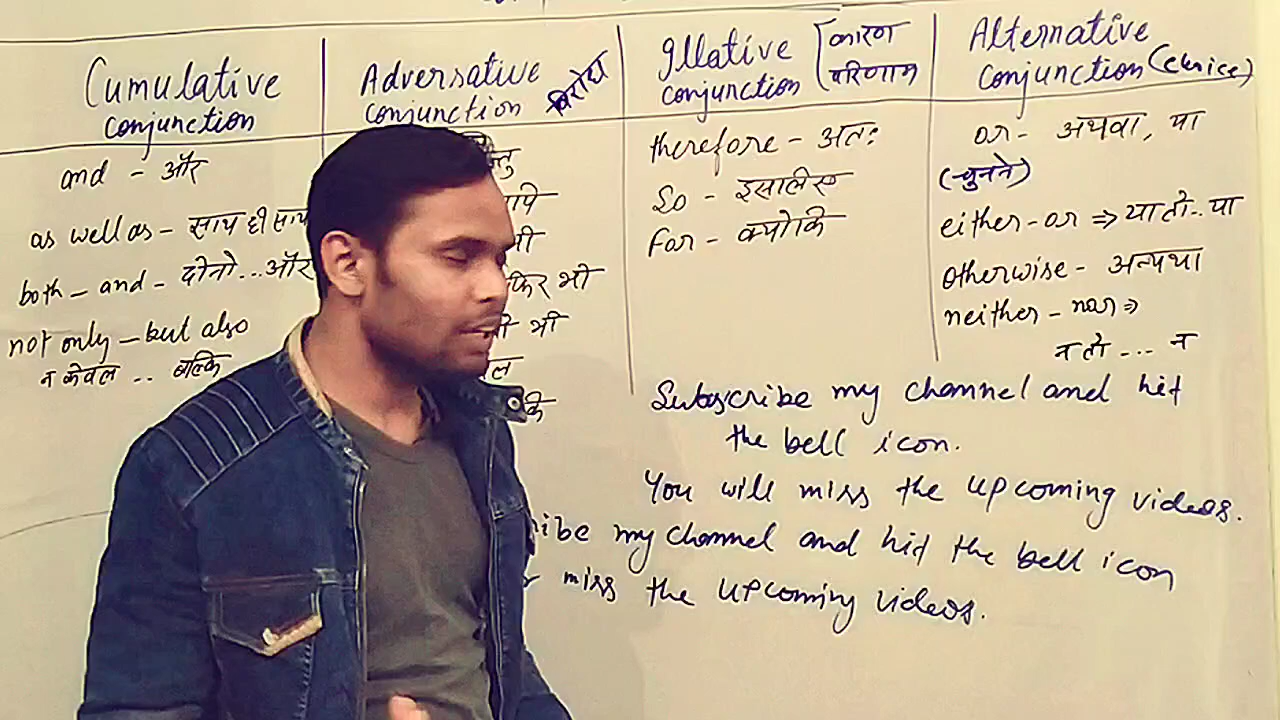 Cumulative
conjunction
and - और
as well as - साथ ही साथ
both - and - दोनो...और
not only - but also
न केवल .. बल्कि
Adversative
conjunction विरोध
फिर भी
भी
Illative
conjunction
कारण
परिणाम
therefore - अतः
So - इसलिए
For - क्योकि
Alternative
conjunction (choice)
or - अथवा, या
(चुनने)
either-or ⇒ या तो..या
otherwise - अन्यथा
neither - nor ⇒
न तो ... न
Subscribe my channel and hit
the bell icon.
You will miss the upcoming videos.
my channel and hit the bell icon
miss the upcoming videos.